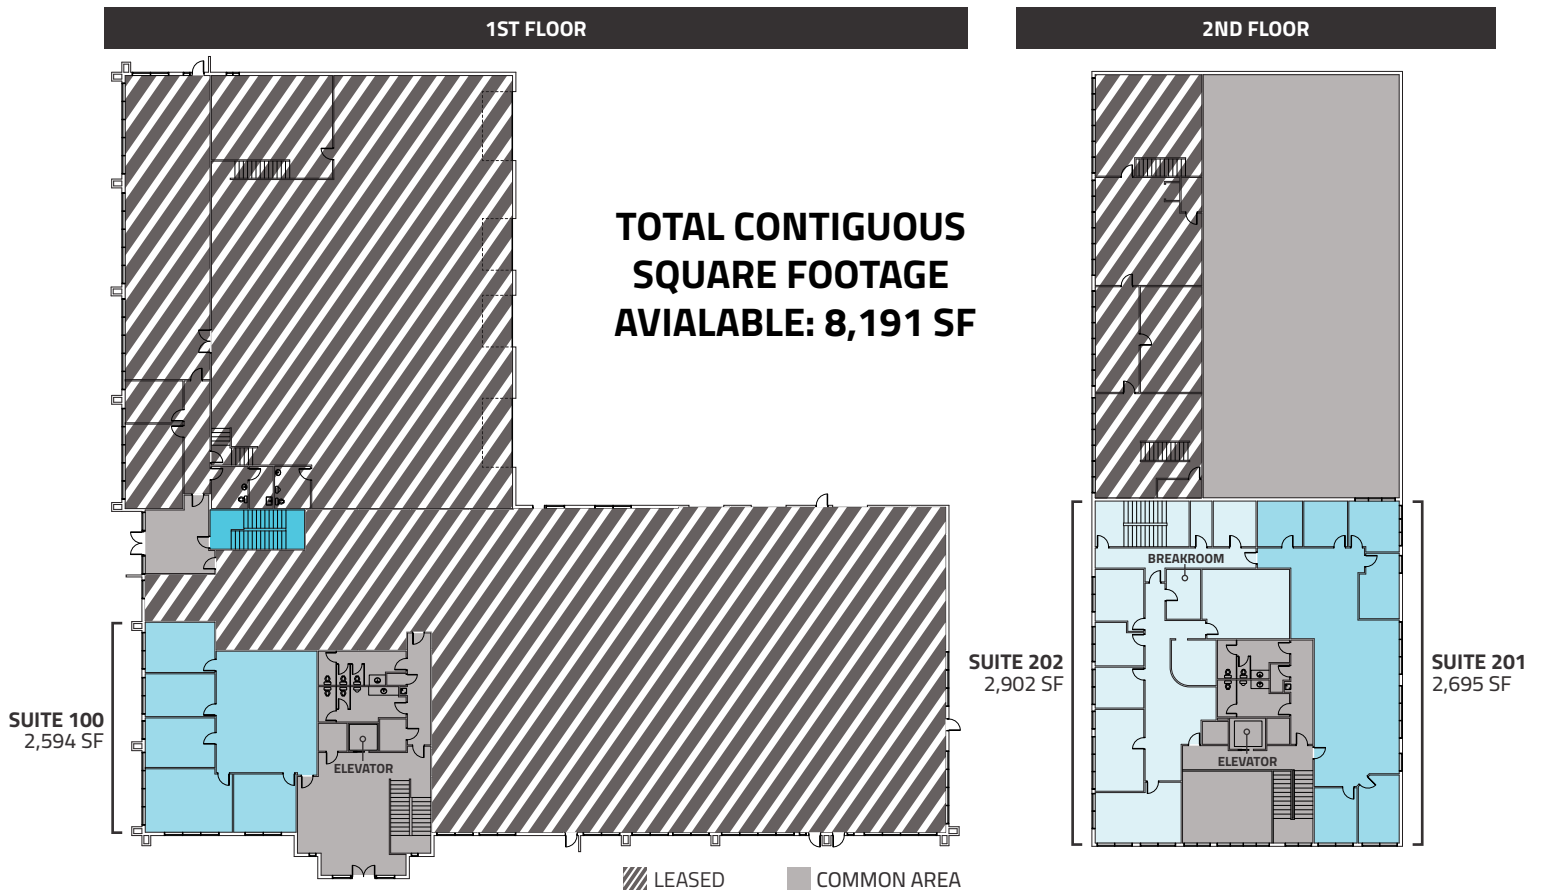 1ST FLOOR
2ND FLOOR
TOTAL CONTIGUOUS
SQUARE FOOTAGE
AVIALABLE: 8,191 SF
BREAKROOM
SUITE 202
2,902 SF
SUITE 201
2,695 SF
SUITE 100
2,594 SF
ELEVATOR
ELEVATOR
LEASED
COMMON AREA